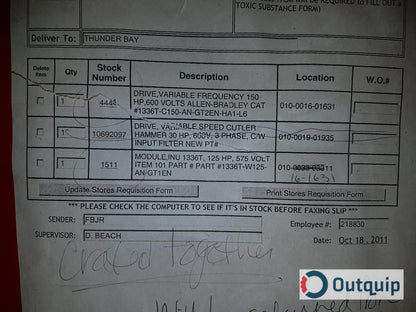 TOXIC SUBSTANCE FORM)
Deliver To: THUNDER BAY
Delete Item Qty Stock Number Description Location W.O.#
1 444 DRIVE,VARIABLE FREQUENCY 150 HP,600 VOLTS ALLEN-BRADLEY CAT #1336T-C150-AN-GT2EN-HA1-L6 010-0016-01631
1 10692097 DRIVE, VARIABLE SPEED CUTLER HAMMER 30 HP, 600V, 3 PHASE, C/W INPUT FILTER NEW PT# 010-0019-01935
1 1511 MODULE,INU 1336T, 125 HP, 575 VOLT ITEM 101 PART # PART #1336T-W125-AN-GT1EN 010-
16-1631
Update Stores Requisition Form Print Stores Requisition Form
*** PLEASE CHECK THE COMPUTER TO SEE IF IT'S IN STOCK BEFORE FAXING SLIP ***
SENDER: FBJR Employee #: 218830
SUPERVISOR: D. BEACH Date: Oct 18, 2011
Crated together
Outquip